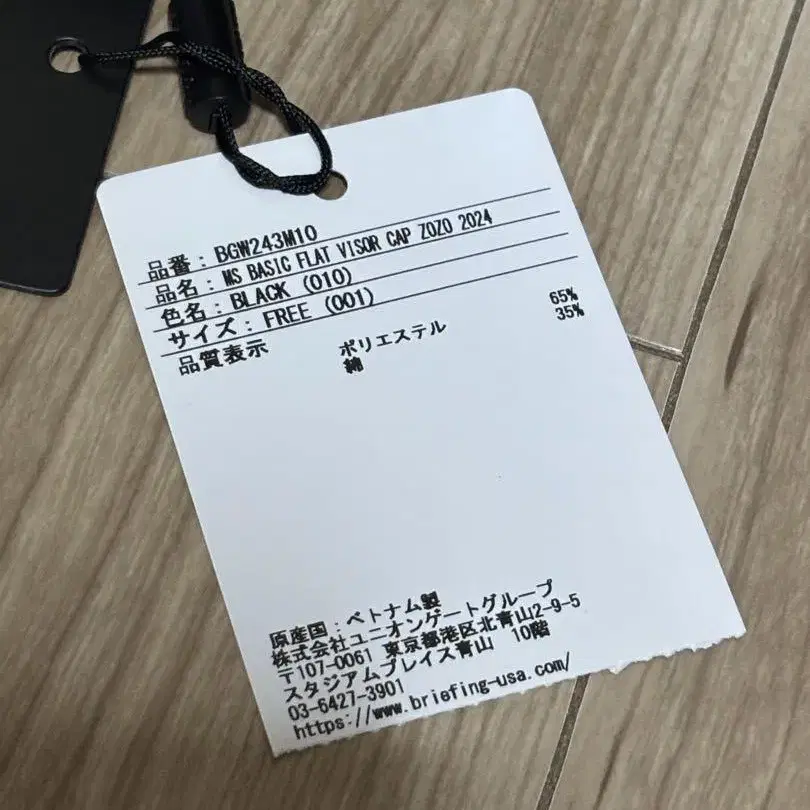 品番：BGW243M10
品名：MS BASIC FLAT VISOR CAP ZOZO 2024
色名：BLACK (010)
サイズ：FREE (001)
品質表示 ポリエステル 65%
綿 35%
原産国：ベトナム製
株式会社ユニオンゲートグループ
〒107-0061 東京都港区北青山2-9-5
スタジアムプレイス青山 10階
03-6427-3901
https://www.briefing-usa.com/